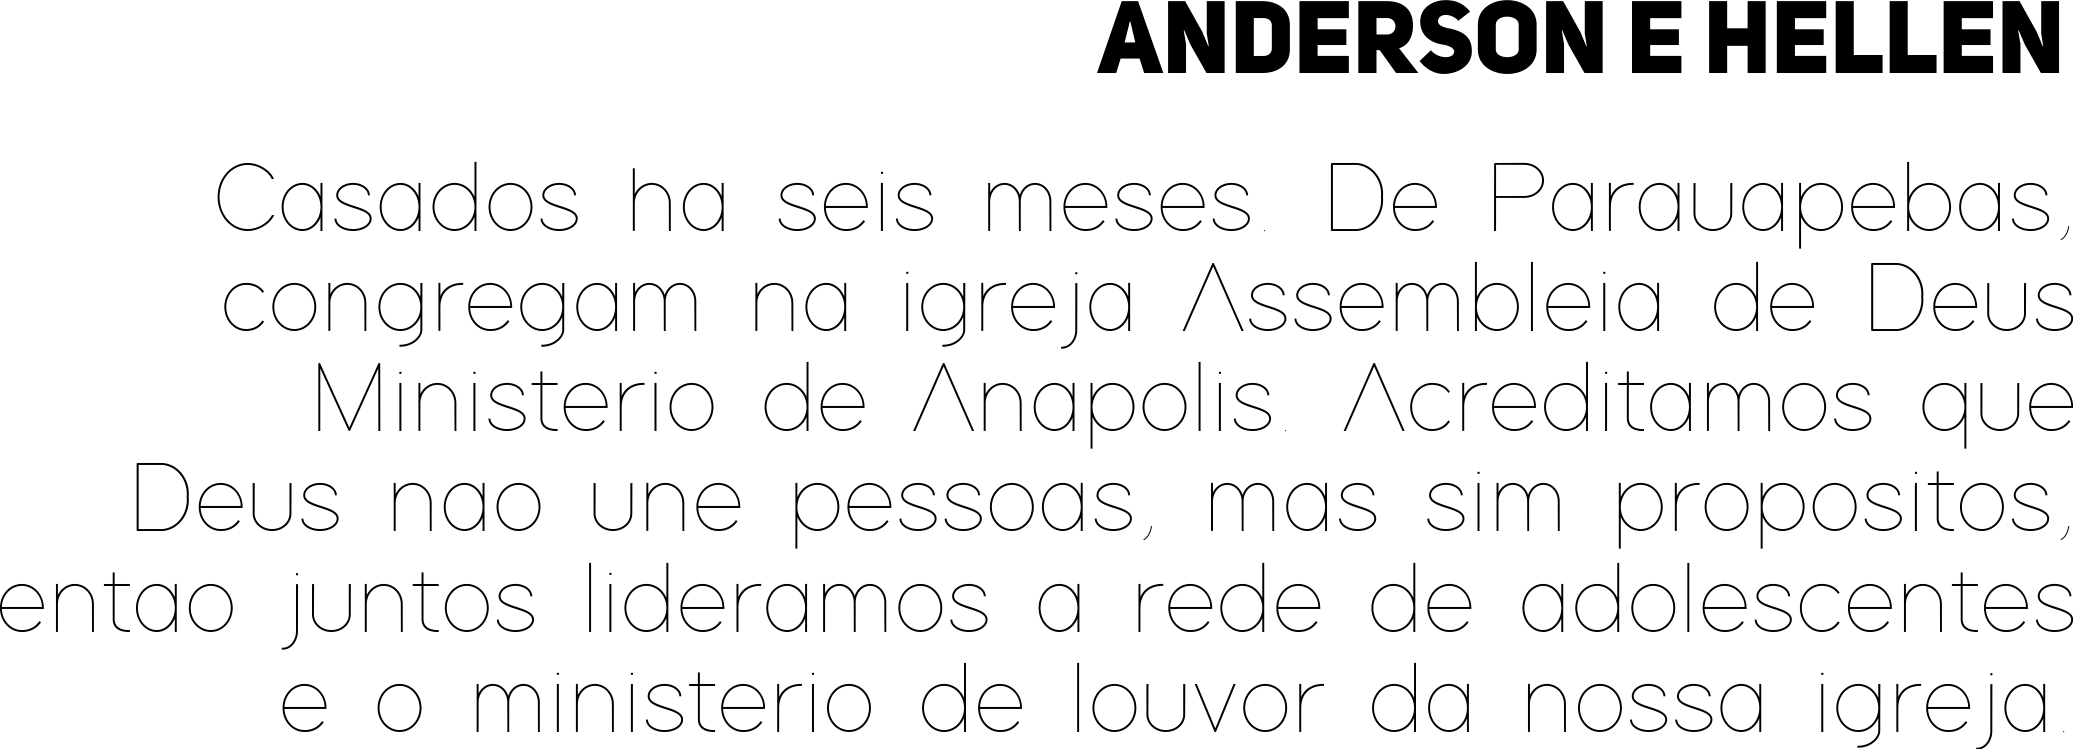 ANDERSON E HELLEN
Casados ha seis meses. De Parauapebas,
congregam na igreja Assembleia de Deus
Ministerio de Anapolis. Acreditamos que
Deus nao une pessoas, mas sim propositos,
entao juntos lideramos a rede de adolescentes
e o ministerio de louvor da nossa igreja.